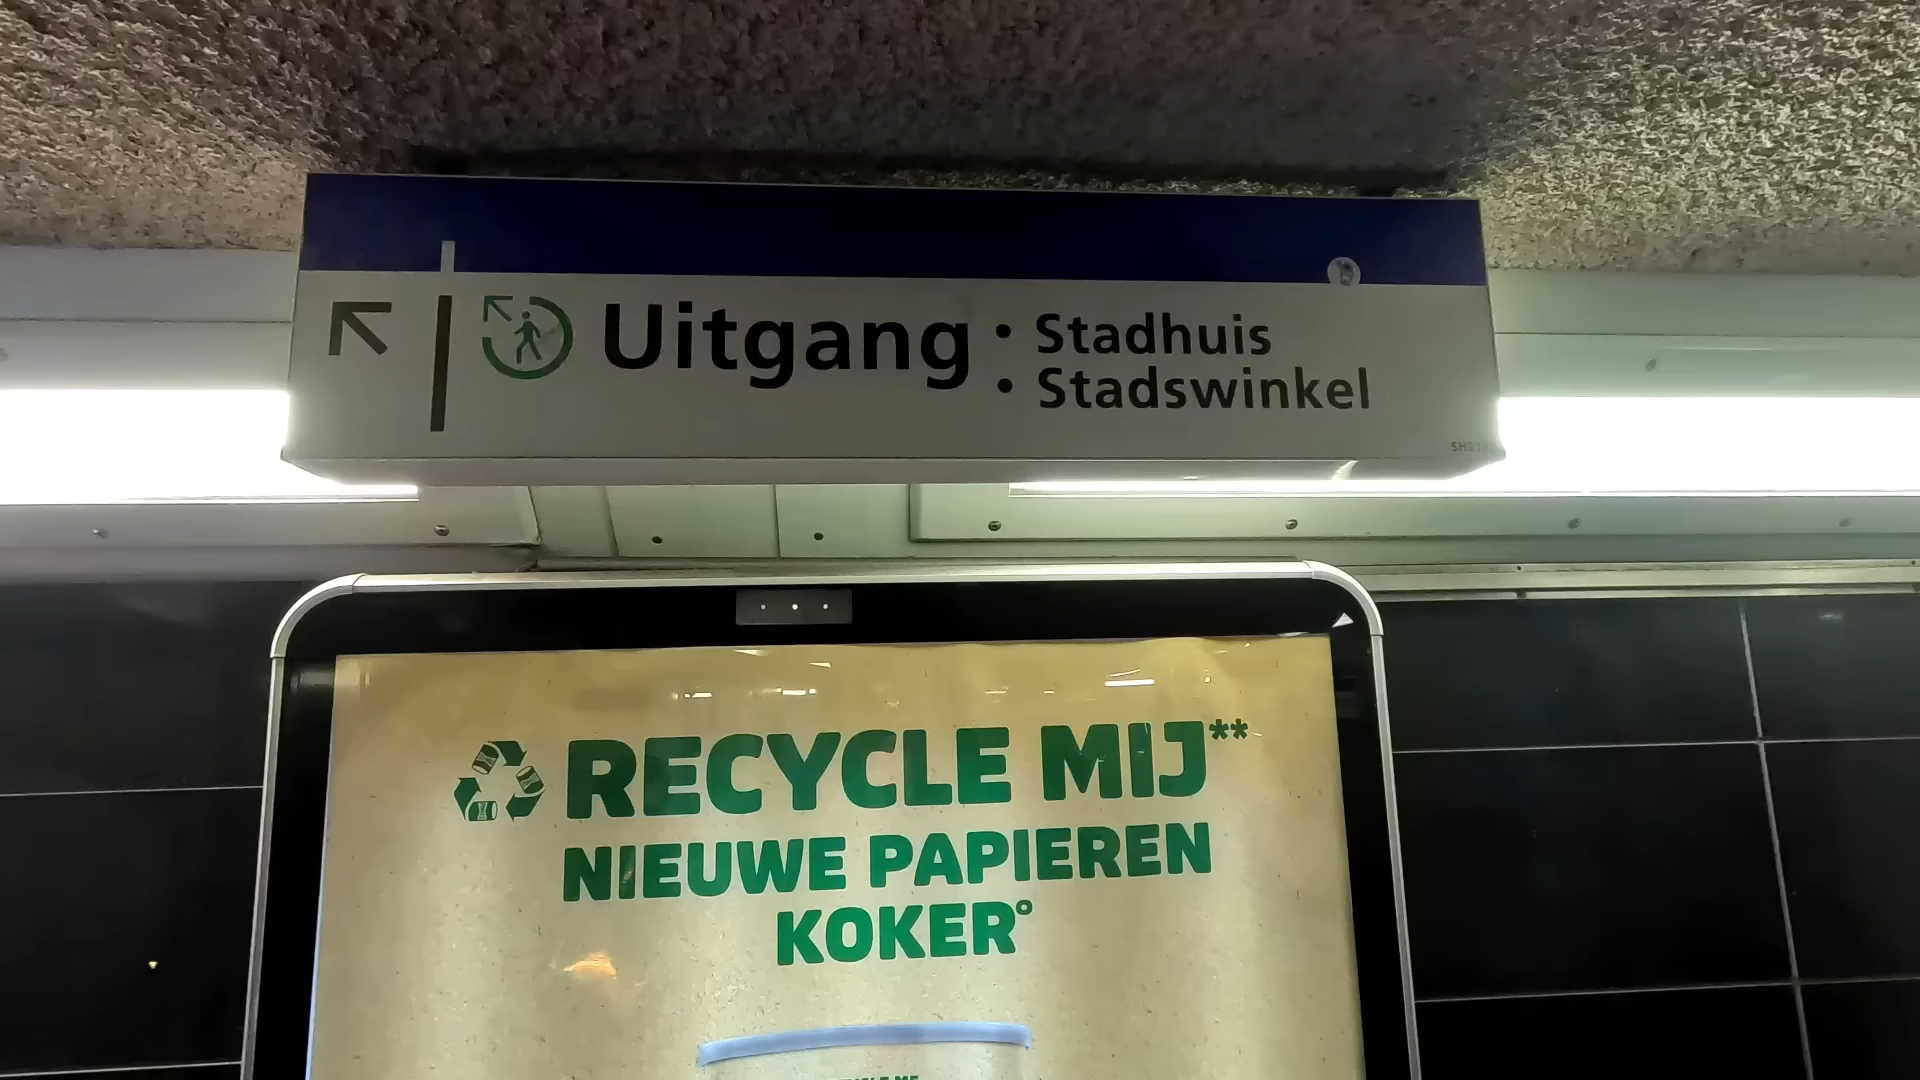 Uitgang
• Stadhuis
• Stadswinkel
RECYCLE MIJ**
NIEUWE PAPIEREN
KOKER°